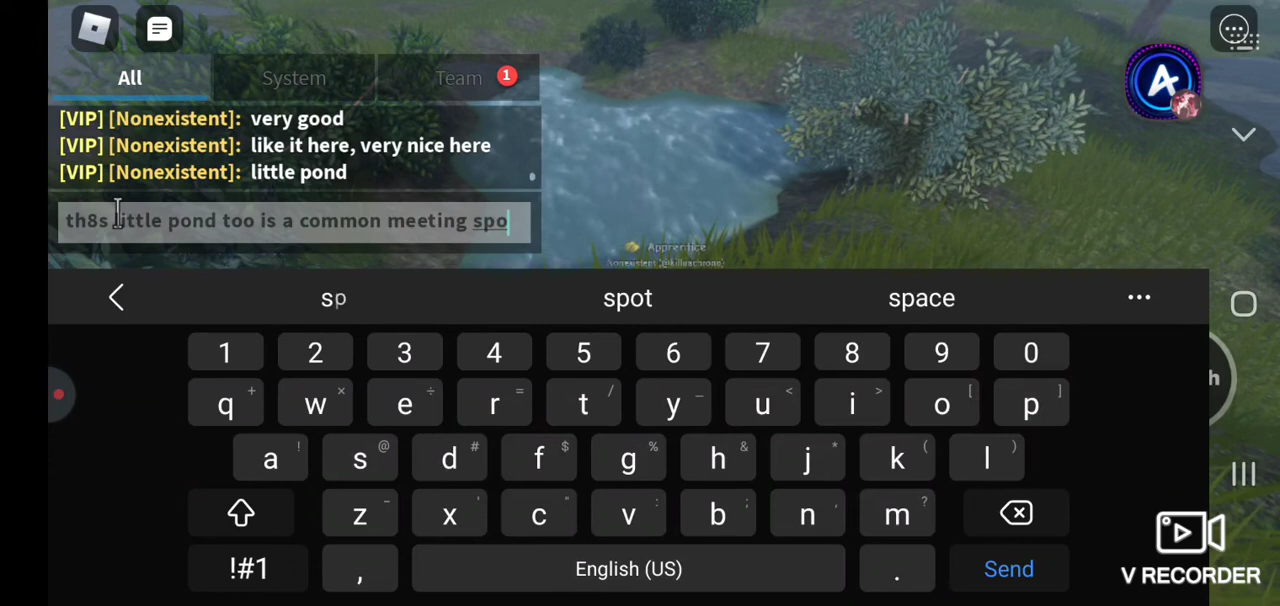 All
System
Team
1
[VIP] [Nonexistent]: very good
[VIP] [Nonexistent]: like it here, very nice here
[VIP] [Nonexistent]: little pond
th8s little pond too is a common meeting spo
Apprentice
sp
spot
space
1 2 3 4 5 6 7 8 9 0
q + w × e ÷ r = t / y _ u < i > o [ p ]
a ! s @ d # f $ g % h & j * k ( l )
z - x ' c " v : b ; n , m ?
!#1 , English (US) . Send
h
V RECORDER